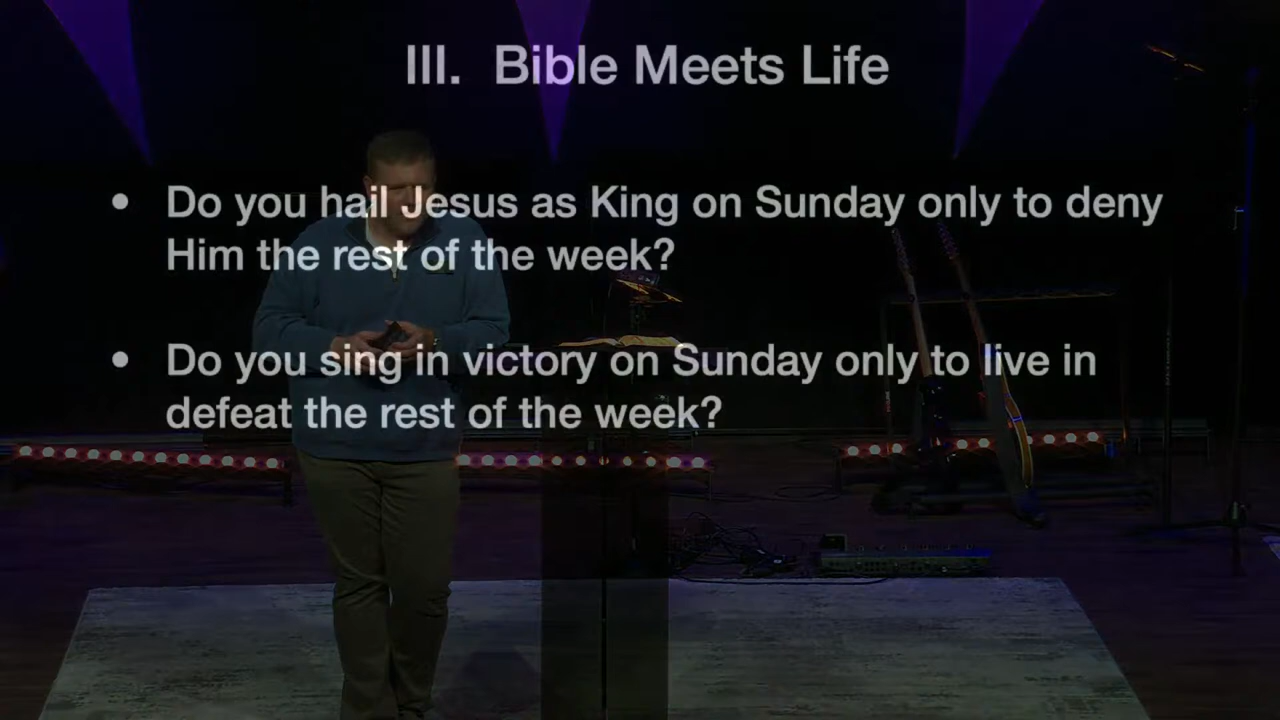 III. Bible Meets Life
• Do you hail Jesus as King on Sunday only to deny
Him the rest of the week?
• Do you sing in victory on Sunday only to live in
defeat the rest of the week?